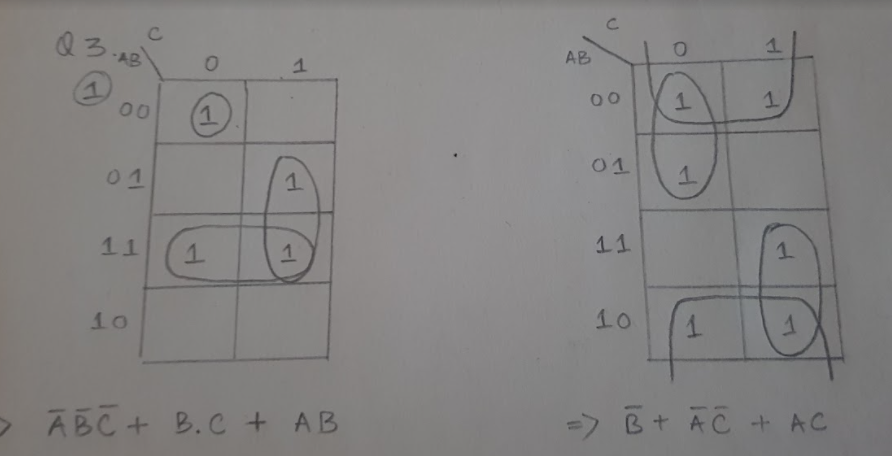 Q3. AB\C 0 1
① 00 1
01 1
11 1 1
10
A̅B̅C̅ + B.C + AB
AB\C 0 1
00 1 1
01 1
11 1
10 1 1
=> B̅ + A̅C̅ + AC